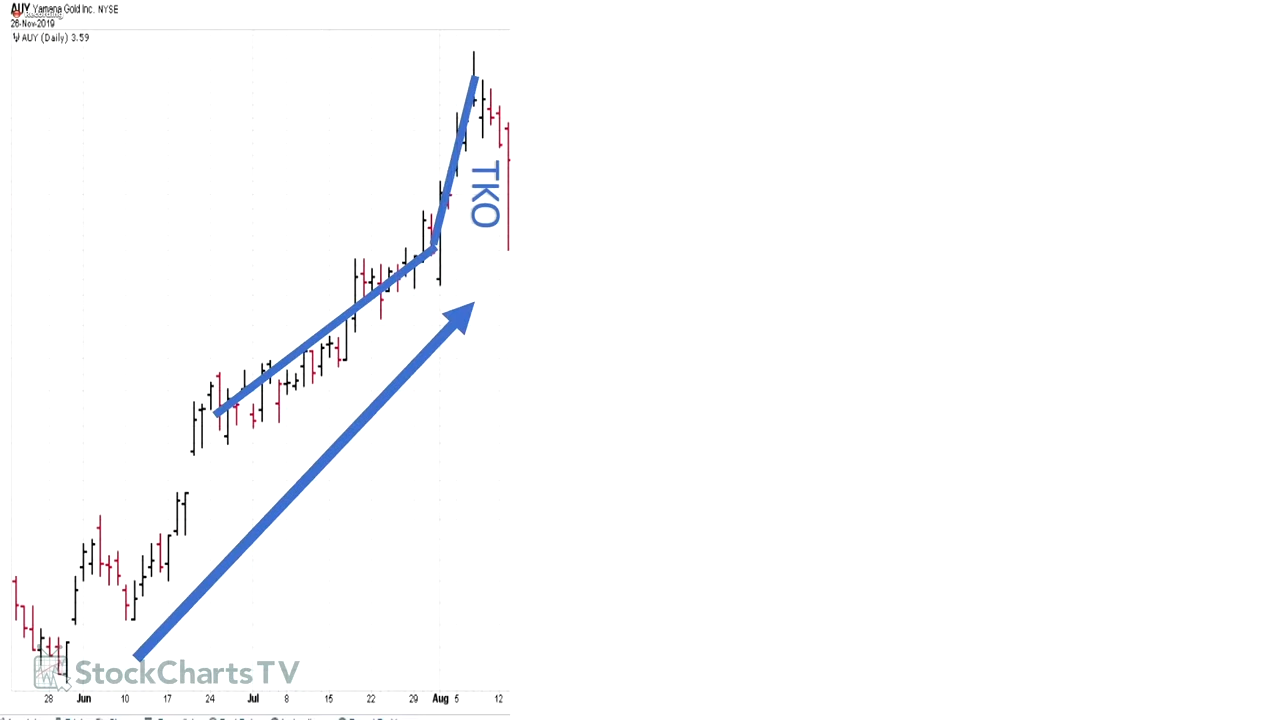 AUY Yamana Gold Inc. NYSE
26-Nov-2019
AUY (Daily) 3.59
TKO
StockCharts TV
28 Jun 10 17 24 Jul 8 15 22 29 Aug 5 12